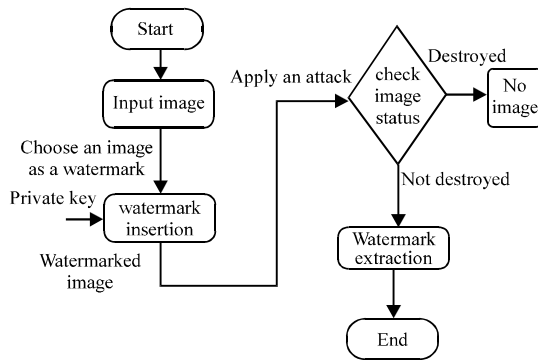 Start
Input image
Choose an image
as a watermark
Private key
watermark
insertion
Watermarked
image
Apply an attack
check
image
status
Destroyed
No
image
Not destroyed
Watermark
extraction
End